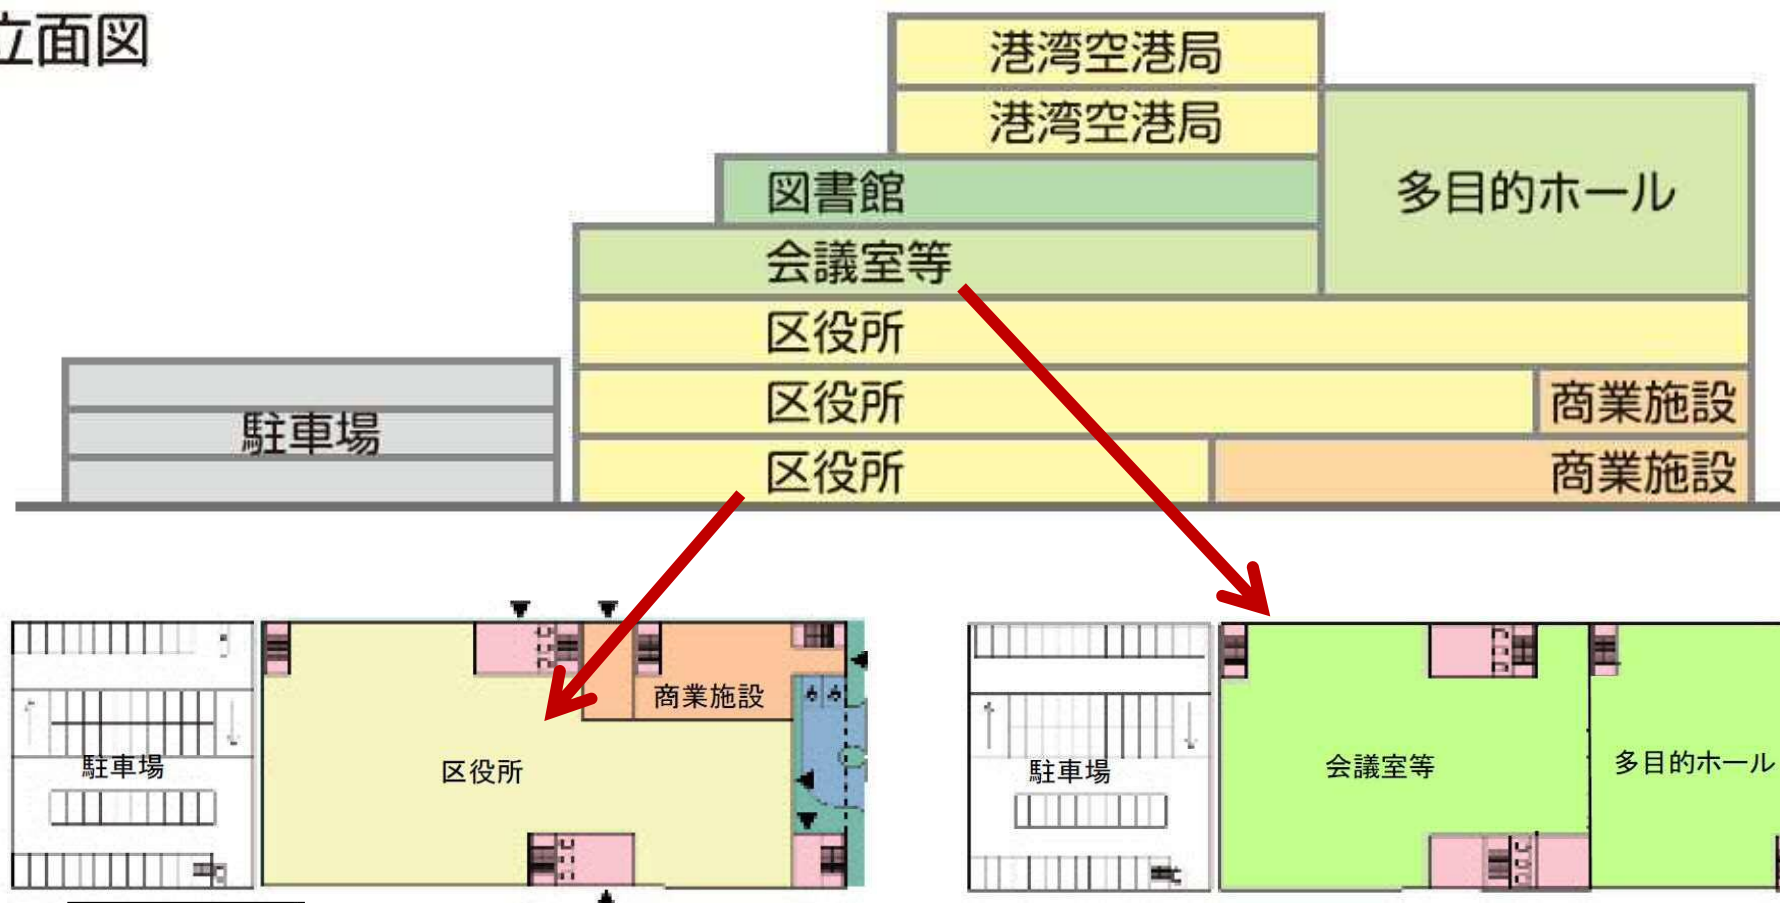 立面図
港湾空港局
港湾空港局
図書館
多目的ホール
会議室等
区役所
区役所
商業施設
駐車場
区役所
商業施設
商業施設
駐車場
区役所
駐車場
会議室等
多目的ホール